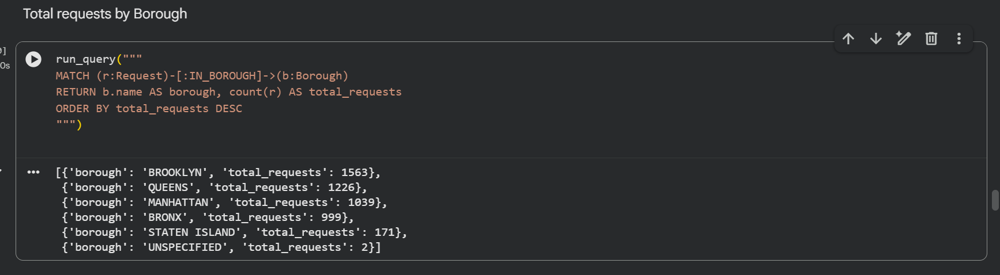 Total requests by Borough
]
0s
run_query("""
MATCH (r:Request)-[:IN_BOROUGH]->(b:Borough)
RETURN b.name AS borough, count(r) AS total_requests
ORDER BY total_requests DESC
""")
[{'borough': 'BROOKLYN', 'total_requests': 1563},
{'borough': 'QUEENS', 'total_requests': 1226},
{'borough': 'MANHATTAN', 'total_requests': 1039},
{'borough': 'BRONX', 'total_requests': 999},
{'borough': 'STATEN ISLAND', 'total_requests': 171},
{'borough': 'UNSPECIFIED', 'total_requests': 2}]